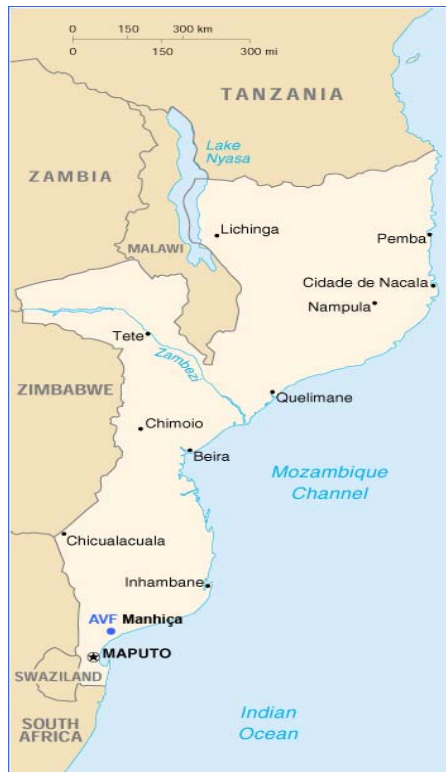 0 150 300 km
0 150 300 mi
TANZANIA
Lake
Nyasa
ZAMBIA
MALAWI
Lichinga
Pemba
Cidade de Nacala
Nampula
Tete
Zambezi
ZIMBABWE
Quelimane
Chimoio
Beira
Mozambique
Channel
Chicualacuala
Inhambane
AVF Manhiça
MAPUTO
SWAZILAND
SOUTH
AFRICA
Indian
Ocean